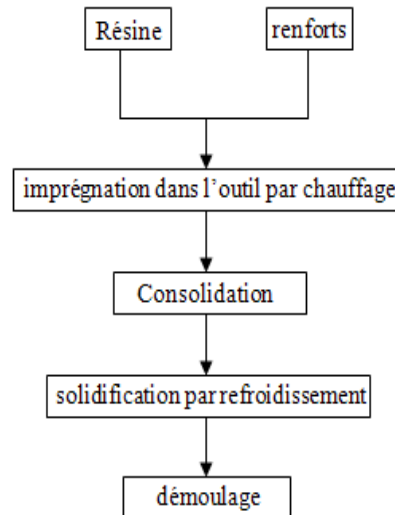 Résine
renforts
imprégnation dans l'outil par chauffage
Consolidation
solidification par refroidissement
démoulage